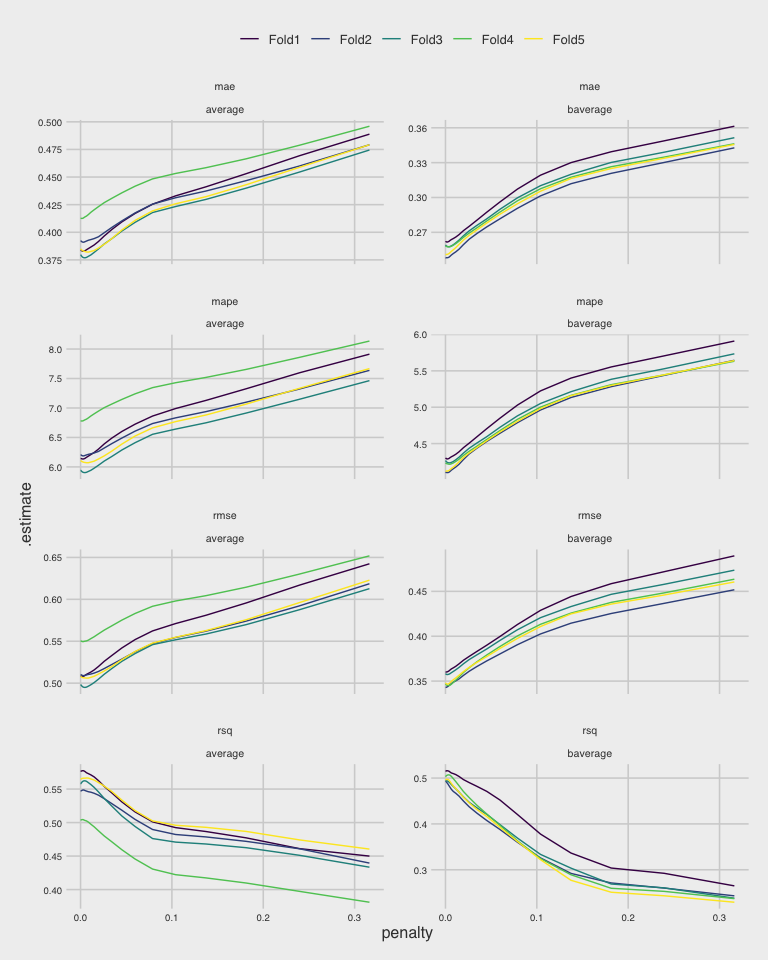 Fold1 Fold2 Fold3 Fold4 Fold5
mae mae
average baverage
0.500
0.475
0.450
0.425
0.400
0.375
0.36
0.33
0.30
0.27
mape mape
average baverage
8.0
7.5
7.0
6.5
6.0
6.0
5.5
5.0
4.5
.estimate
rmse rmse
average baverage
0.65
0.60
0.55
0.50
0.45
0.40
0.35
rsq rsq
average baverage
0.55
0.50
0.45
0.40
0.5
0.4
0.3
0.0 0.1 0.2 0.3 0.0 0.1 0.2 0.3
penalty